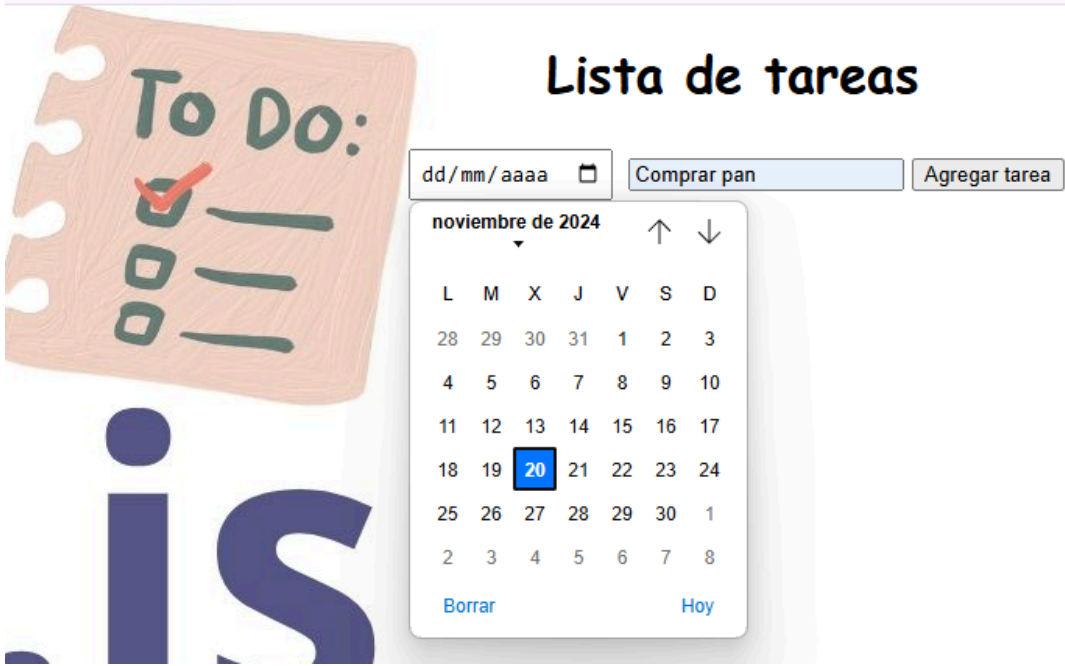 To Do:
Lista de tareas
dd/mm/aaaa Comprar pan Agregar tarea
noviembre de 2024
L M X J V S D
28 29 30 31 1 2 3
4 5 6 7 8 9 10
11 12 13 14 15 16 17
18 19 20 21 22 23 24
25 26 27 28 29 30 1
2 3 4 5 6 7 8
Borrar Hoy
.js